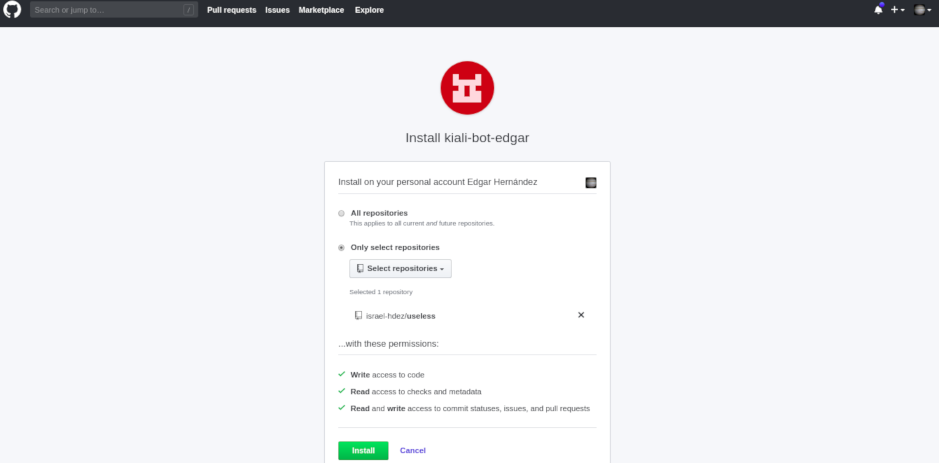 Search or jump to... /
Pull requests Issues Marketplace Explore
Install kiali-bot-edgar
Install on your personal account Edgar Hernández
All repositories
This applies to all current and future repositories.
Only select repositories
Select repositories
Selected 1 repository
israel-hdez/useless
...with these permissions:
Write access to code
Read access to checks and metadata
Read and write access to commit statuses, issues, and pull requests
Install Cancel